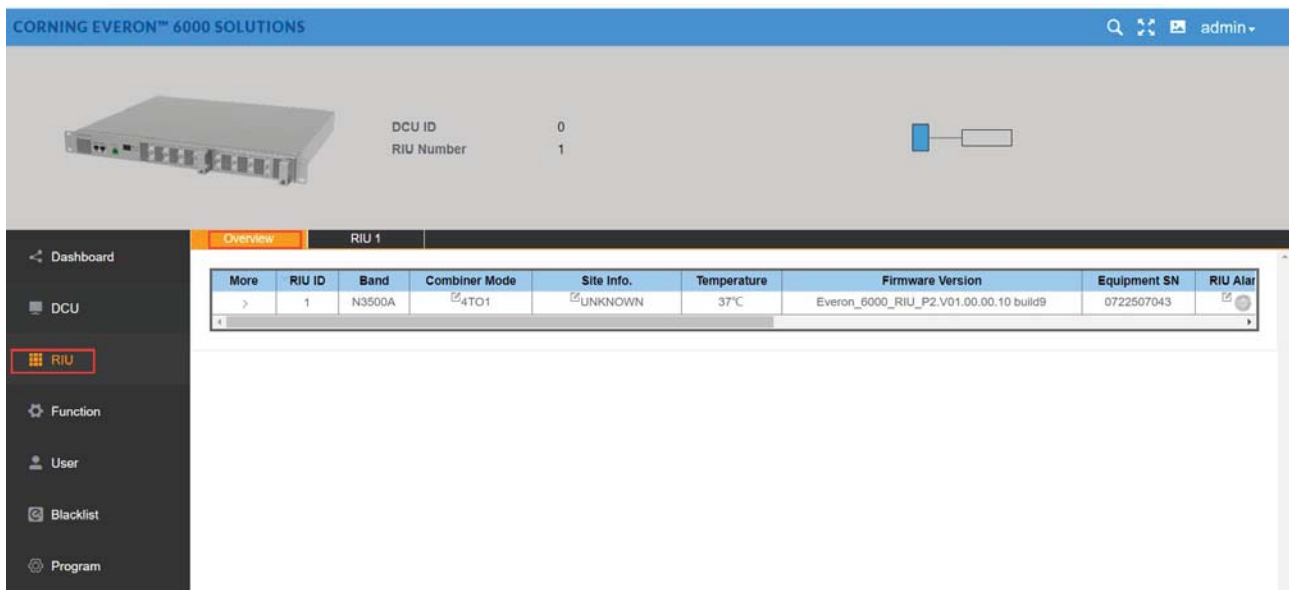 CORNING EVERON™ 6000 SOLUTIONS
admin
DCU ID 0
RIU Number 1
Overview RIU 1
Dashboard
DCU
RIU
Function
User
Blacklist
Program
More RIU ID Band Combiner Mode Site Info. Temperature Firmware Version Equipment SN RIU Alar
> 1 N3500A 4TO1 UNKNOWN 37℃ Everon_6000_RIU_P2.V01.00.00.10 build9 0722507043